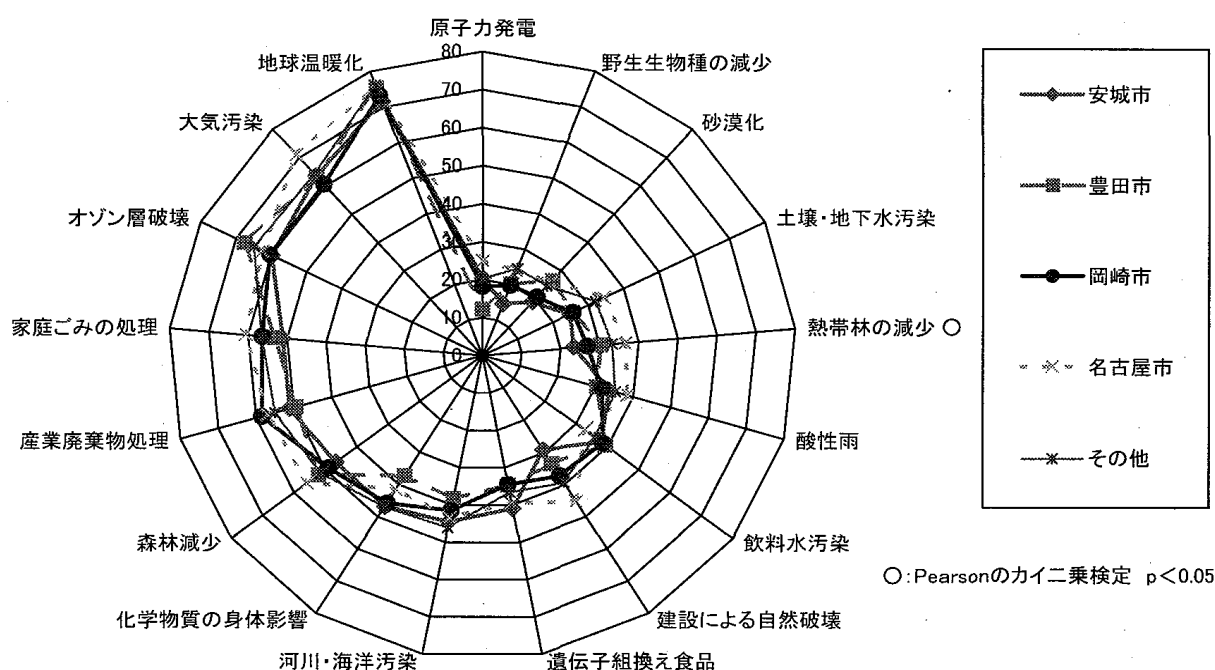 原子力発電
野生生物種の減少
砂漠化
土壌・地下水汚染
熱帯林の減少 ○
酸性雨
飲料水汚染
建設による自然破壊
遺伝子組換え食品
河川・海洋汚染
化学物質の身体影響
森林減少
産業廃棄物処理
家庭ごみの処理
オゾン層破壊
大気汚染
地球温暖化
80
70
60
50
40
30
20
10
0
安城市
豊田市
岡崎市
名古屋市
その他
○:Pearsonのカイ二乗検定 p<0.05